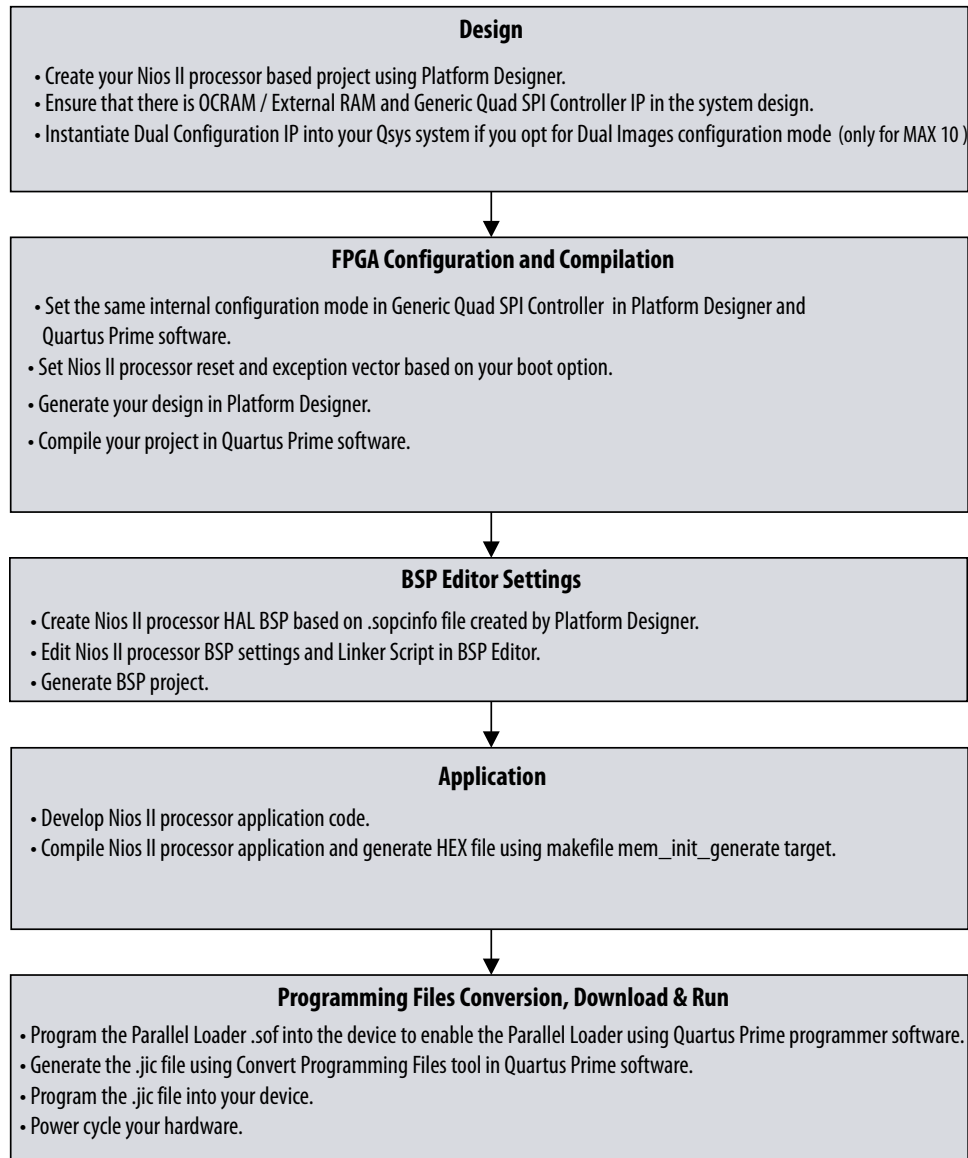 Design
• Create your Nios II processor based project using Platform Designer.
• Ensure that there is OCRAM / External RAM and Generic Quad SPI Controller IP in the system design.
• Instantiate Dual Configuration IP into your Qsys system if you opt for Dual Images configuration mode (only for MAX 10 )
FPGA Configuration and Compilation
• Set the same internal configuration mode in Generic Quad SPI Controller in Platform Designer and
Quartus Prime software.
• Set Nios II processor reset and exception vector based on your boot option.
• Generate your design in Platform Designer.
• Compile your project in Quartus Prime software.
BSP Editor Settings
• Create Nios II processor HAL BSP based on .sopcinfo file created by Platform Designer.
• Edit Nios II processor BSP settings and Linker Script in BSP Editor.
• Generate BSP project.
Application
• Develop Nios II processor application code.
• Compile Nios II processor application and generate HEX file using makefile mem_init_generate target.
Programming Files Conversion, Download & Run
• Program the Parallel Loader .sof into the device to enable the Parallel Loader using Quartus Prime programmer software.
• Generate the .jic file using Convert Programming Files tool in Quartus Prime software.
• Program the .jic file into your device.
• Power cycle your hardware.